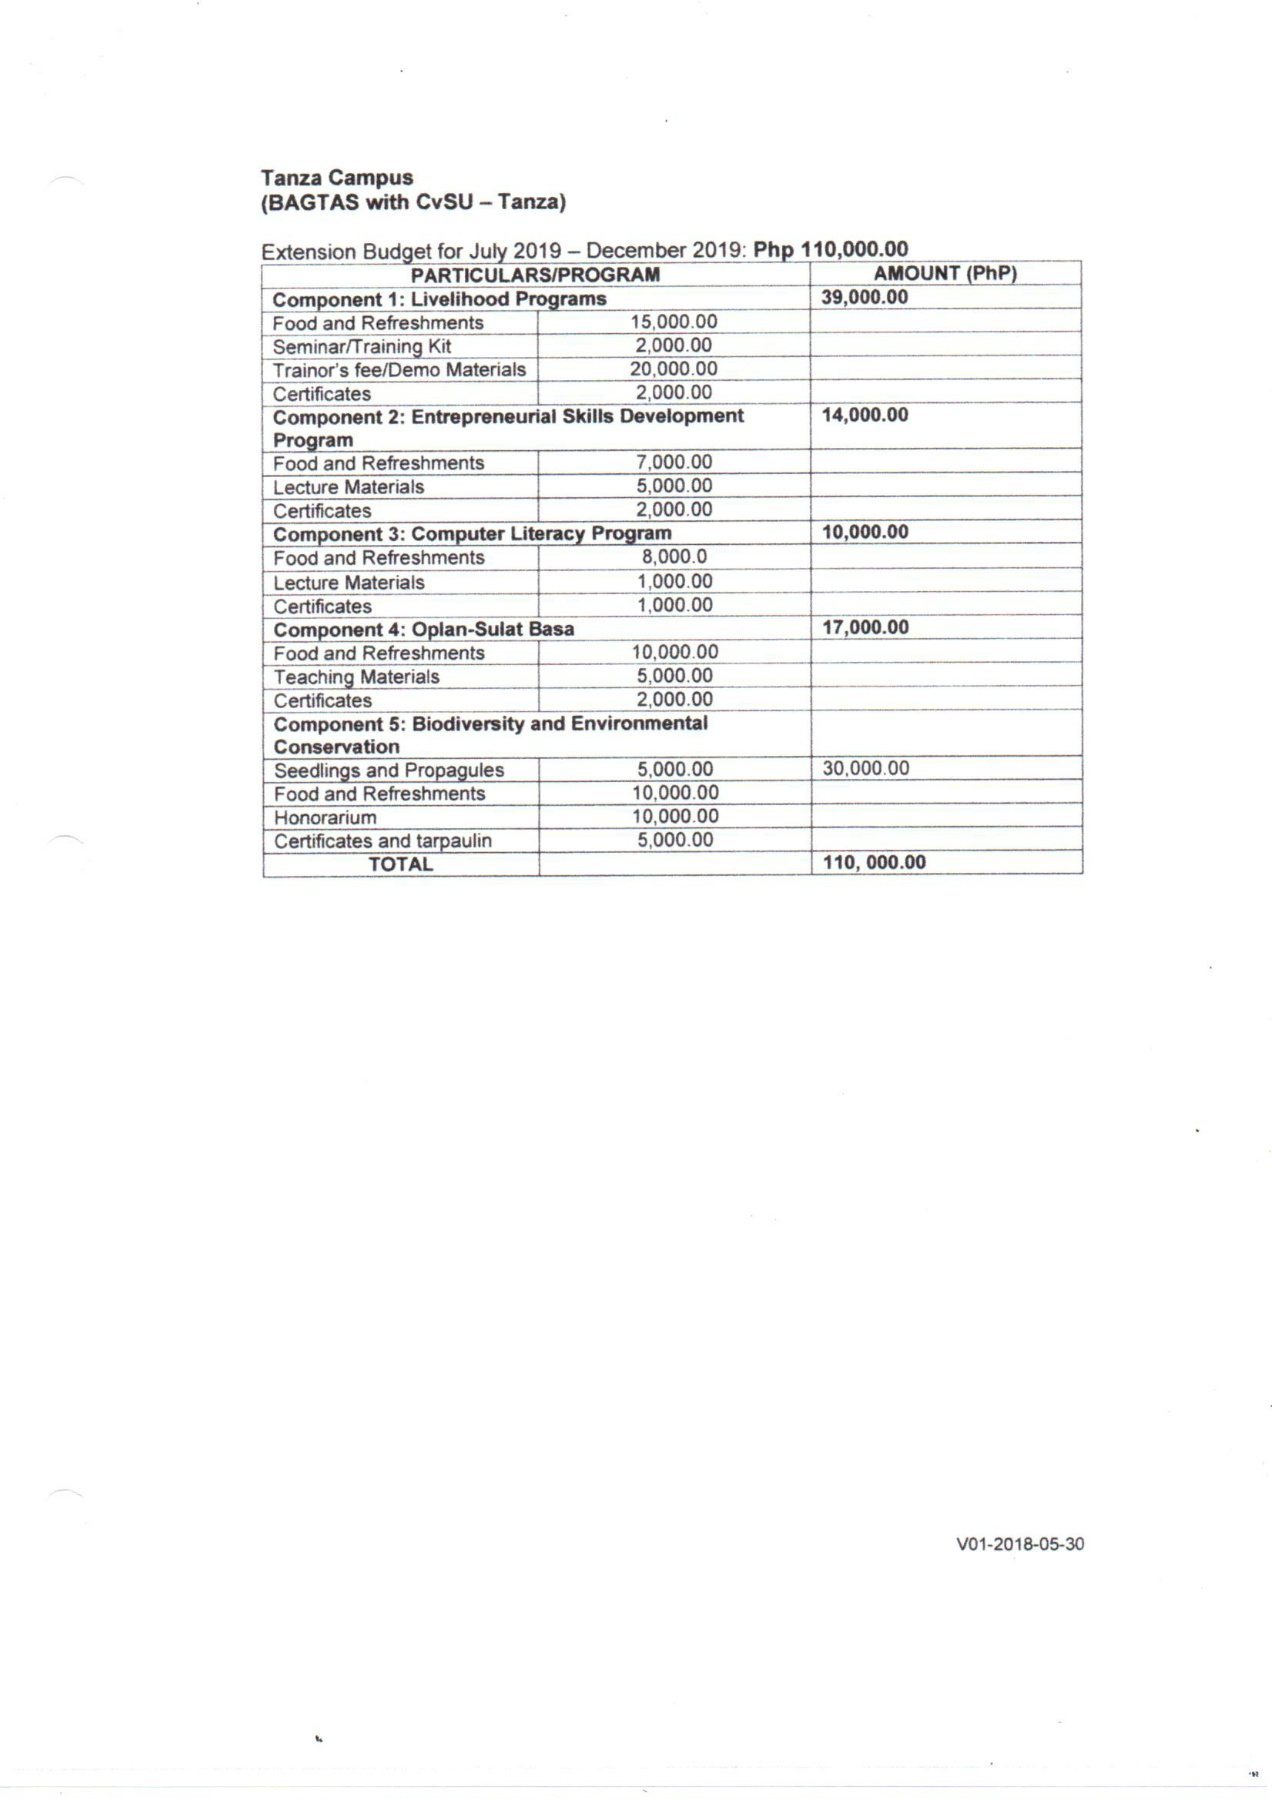 Tanza Campus
(BAGTAS with CvSU – Tanza)
Extension Budget for July 2019 – December 2019: Php 110,000.00
PARTICULARS/PROGRAM AMOUNT (PhP)
Component 1: Livelihood Programs 39,000.00
Food and Refreshments 15,000.00
Seminar/Training Kit 2,000.00
Trainor's fee/Demo Materials 20,000.00
Certificates 2,000.00
Component 2: Entrepreneurial Skills Development 14,000.00
Program
Food and Refreshments 7,000.00
Lecture Materials 5,000.00
Certificates 2,000.00
Component 3: Computer Literacy Program 10,000.00
Food and Refreshments 8,000.0
Lecture Materials 1,000.00
Certificates 1,000.00
Component 4: Oplan-Sulat Basa 17,000.00
Food and Refreshments 10,000.00
Teaching Materials 5,000.00
Certificates 2,000.00
Component 5: Biodiversity and Environmental
Conservation
Seedlings and Propagules 5,000.00 30,000.00
Food and Refreshments 10,000.00
Honorarium 10,000.00
Certificates and tarpaulin 5,000.00
TOTAL 110, 000.00
V01-2018-05-30